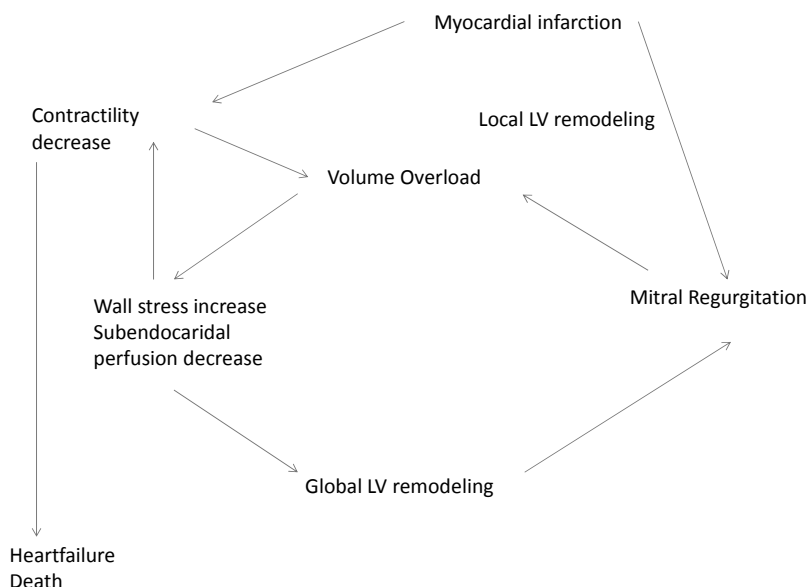 Myocardial infarction
Contractility
decrease
Local LV remodeling
Volume Overload
Mitral Regurgitation
Wall stress increase
Subendocaridal
perfusion decrease
Global LV remodeling
Heartfailure
Death